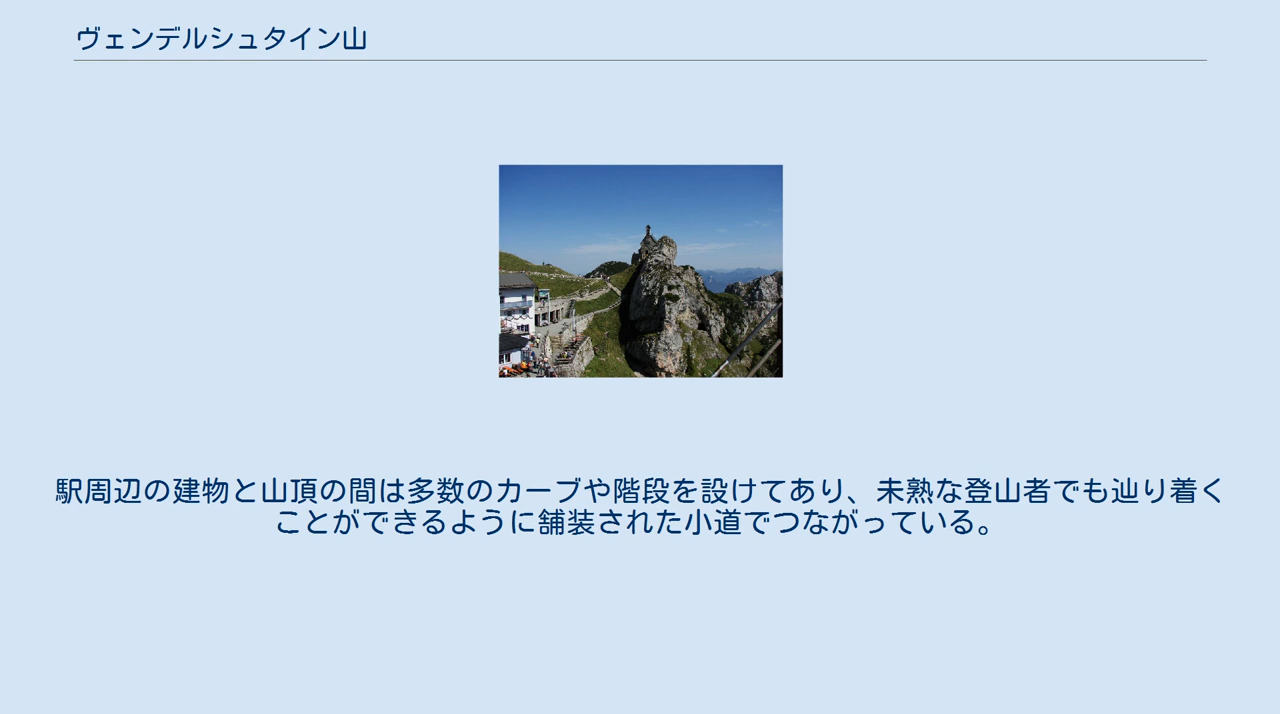 ヴェンデルシュタイン山
駅周辺の建物と山頂の間は多数のカーブや階段を設けてあり、未熟な登山者でも辿り着く
ことができるように舗装された小道でつながっている。